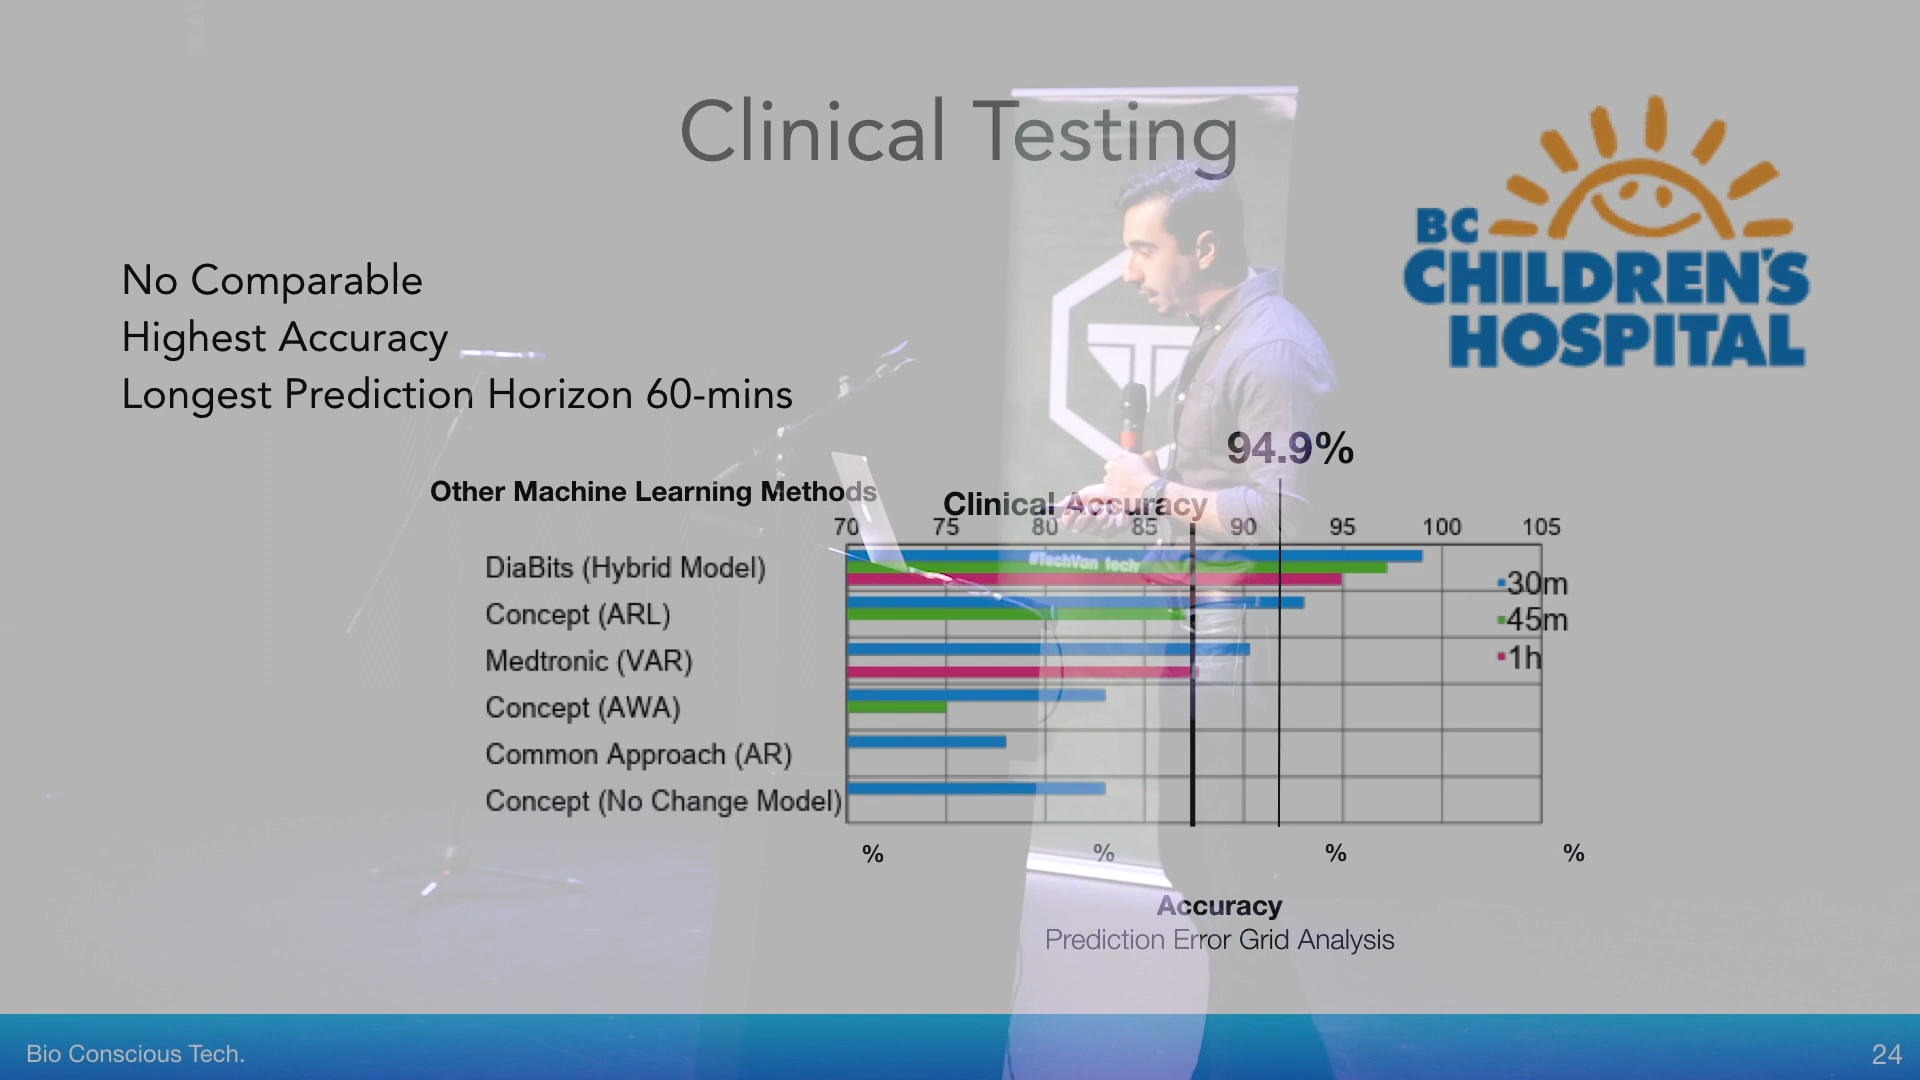 Clinical Testing
BC
CHILDREN'S
HOSPITAL
No Comparable
Highest Accuracy
Longest Prediction Horizon 60-mins
94.9%
Other Machine Learning Methods
Clinical Accuracy
70 75 80 85 90 95 100 105
DiaBits (Hybrid Model)
Concept (ARL)
Medtronic (VAR)
Concept (AWA)
Common Approach (AR)
Concept (No Change Model)
30m
45m
1h
#TechVan tech
% % % %
Accuracy
Prediction Error Grid Analysis
Bio Conscious Tech.
24